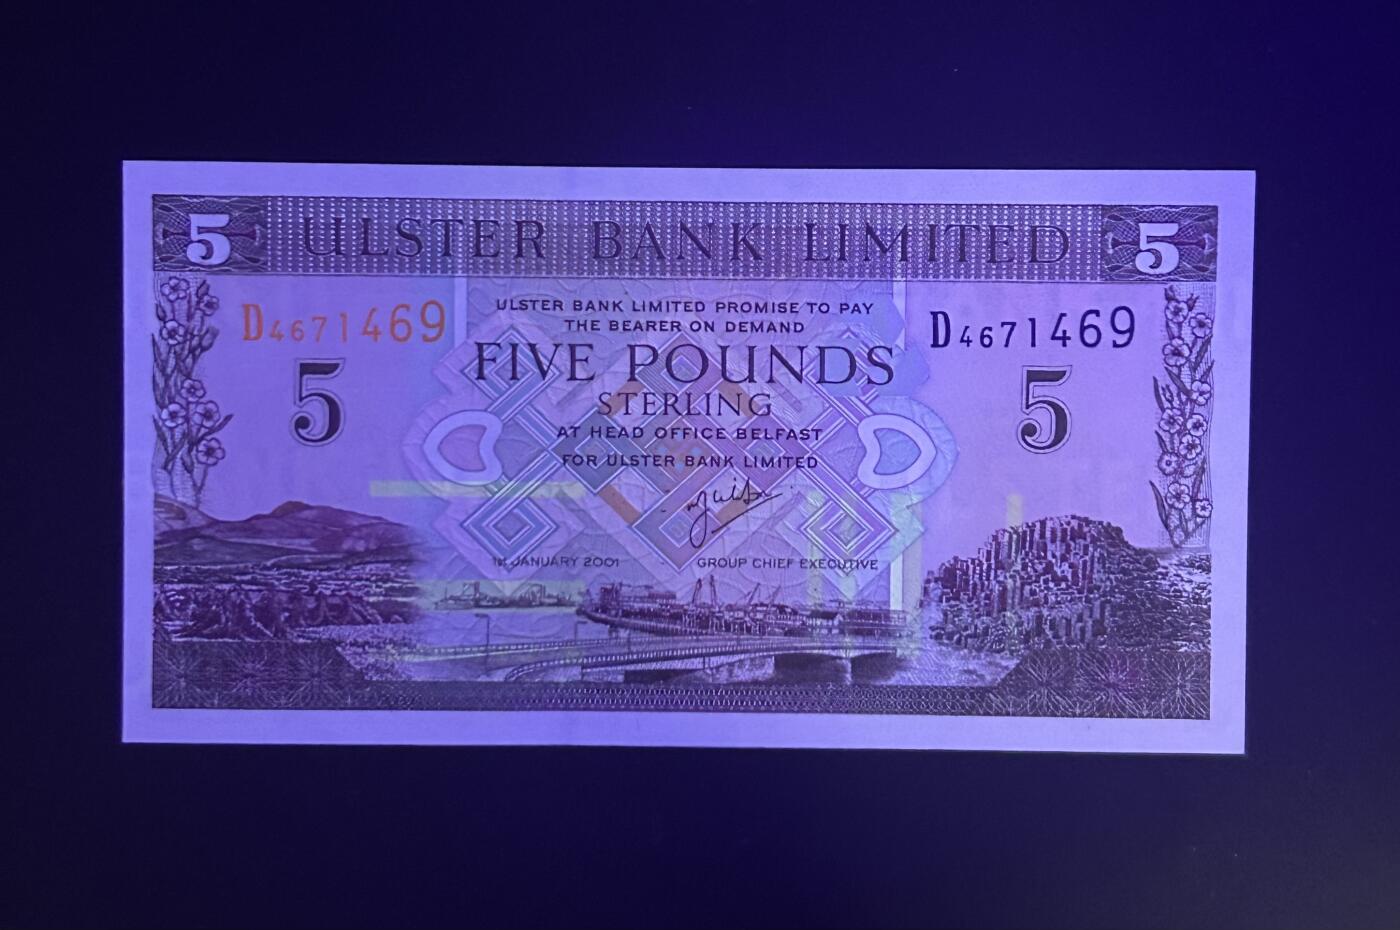 5 ULSTER BANK LIMITED 5
D4671469 ULSTER BANK LIMITED PROMISE TO PAY D4671469
THE BEARER ON DEMAND
5 FIVE POUNDS 5
STERLING
AT HEAD OFFICE BELFAST
FOR ULSTER BANK LIMITED
1ST JANUARY 2001 GROUP CHIEF EXECUTIVE